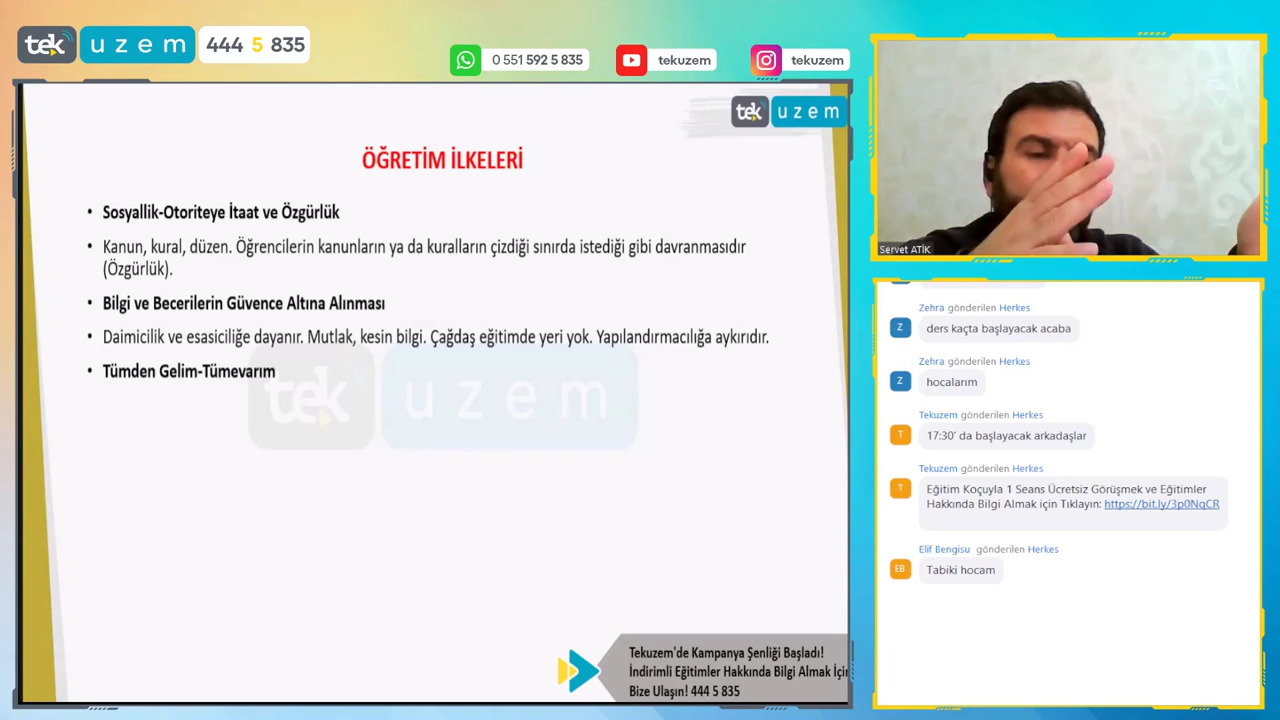 tek uzem 444 5 835
0 551 592 5 835
tekuzem
tekuzem
tek uzem
ÖĞRETİM İLKELERİ
• Sosyallik-Otoriteye İtaat ve Özgürlük
• Kanun, kural, düzen. Öğrencilerin kanunların ya da kuralların çizdiği sınırda istediği gibi davranmasıdır
(Özgürlük).
• Bilgi ve Becerilerin Güvence Altına Alınması
• Daimicilik ve esasiciliğe dayanır. Mutlak, kesin bilgi. Çağdaş eğitimde yeri yok. Yapılandırmacılığa aykırıdır.
• Tümden Gelim-Tümevarım
tek uzem
Tekuzem'de Kampanya Şenliği Başladı!
İndirimli Eğitimler Hakkında Bilgi Almak İçin
Bize Ulaşın! 444 5 835
Servet ATİK
Zehra gönderilen Herkes
Z
ders kaçta başlayacak acaba
Zehra gönderilen Herkes
Z
hocalarım
Tekuzem gönderilen Herkes
T
17:30' da başlayacak arkadaşlar
Tekuzem gönderilen Herkes
T
Eğitim Koçuyla 1 Seans Ücretsiz Görüşmek ve Eğitimler
Hakkında Bilgi Almak için Tıklayın: https://bit.ly/3p0NqCR
Elif Bengisu gönderilen Herkes
EB
Tabiki hocam